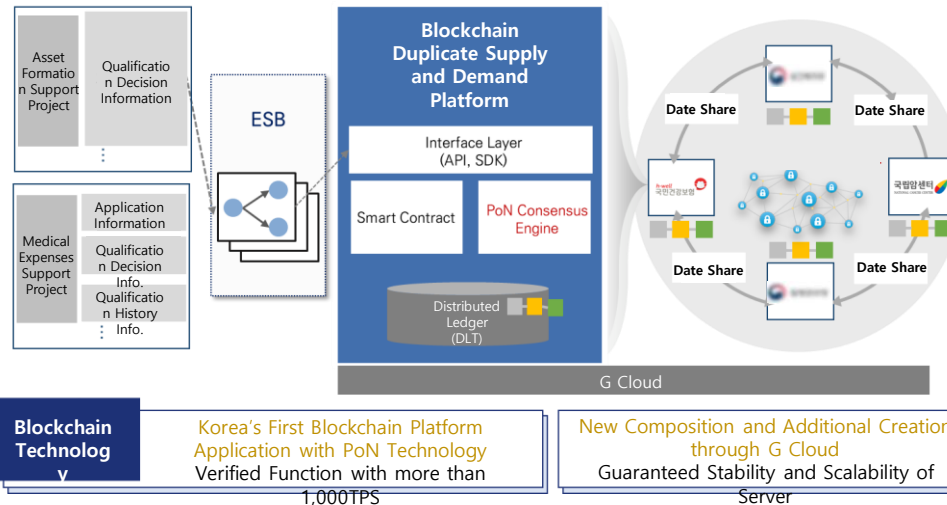 Asset
Formatio
n Support
Project
Qualificatio
n Decision
Information
⋮
Medical
Expenses
Support
Project
Application
Information
Qualificatio
n Decision
Info.
Qualificatio
n History
Info.
⋮
ESB
Blockchain
Duplicate Supply
and Demand
Platform
Interface Layer
(API, SDK)
Smart Contract
PoN Consensus
Engine
Distributed
Ledger
(DLT)
Date Share
Date Share
h-well
국민건강보험
국립암센터
NATIONAL CANCER CENTER
Date Share
Date Share
G Cloud
Blockchain
Technolog
y
Korea's First Blockchain Platform
Application with PoN Technology
Verified Function with more than
1,000TPS
New Composition and Additional Creation
through G Cloud
Guaranteed Stability and Scalability of
Server